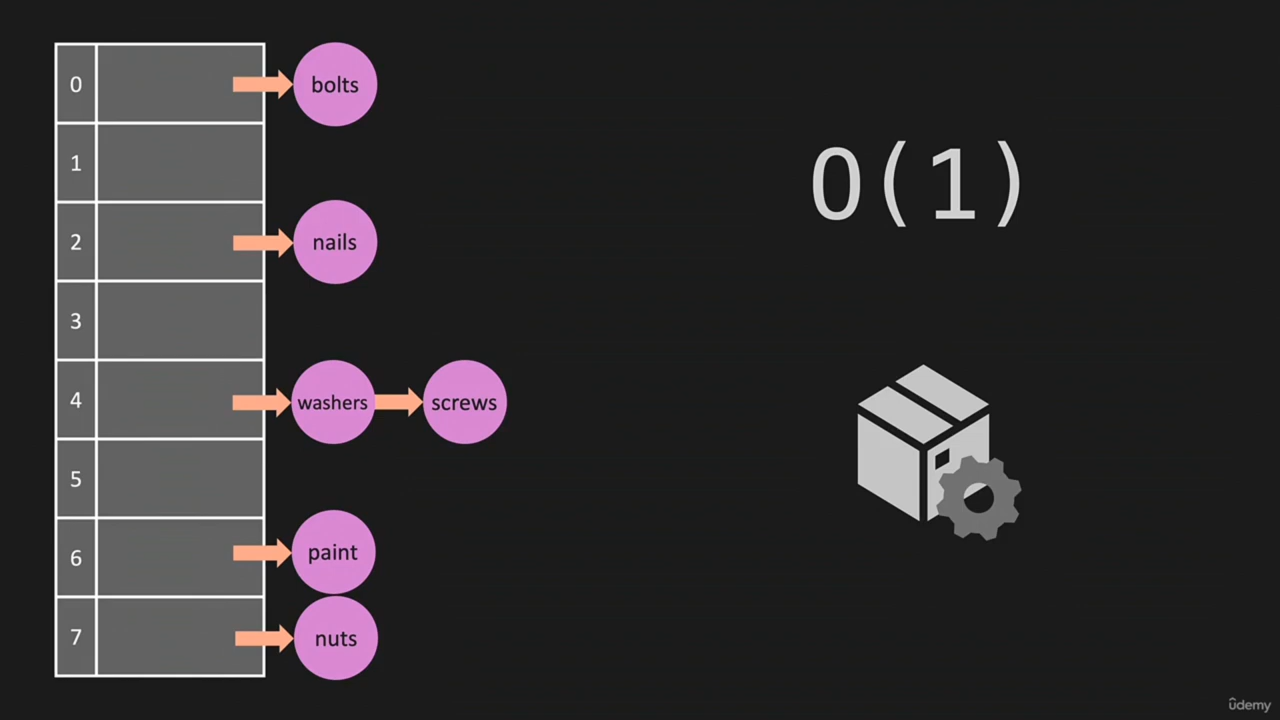 0
bolts
1
2
nails
3
4
washers
screws
5
6
paint
7
nuts
O(1)
ûdemy